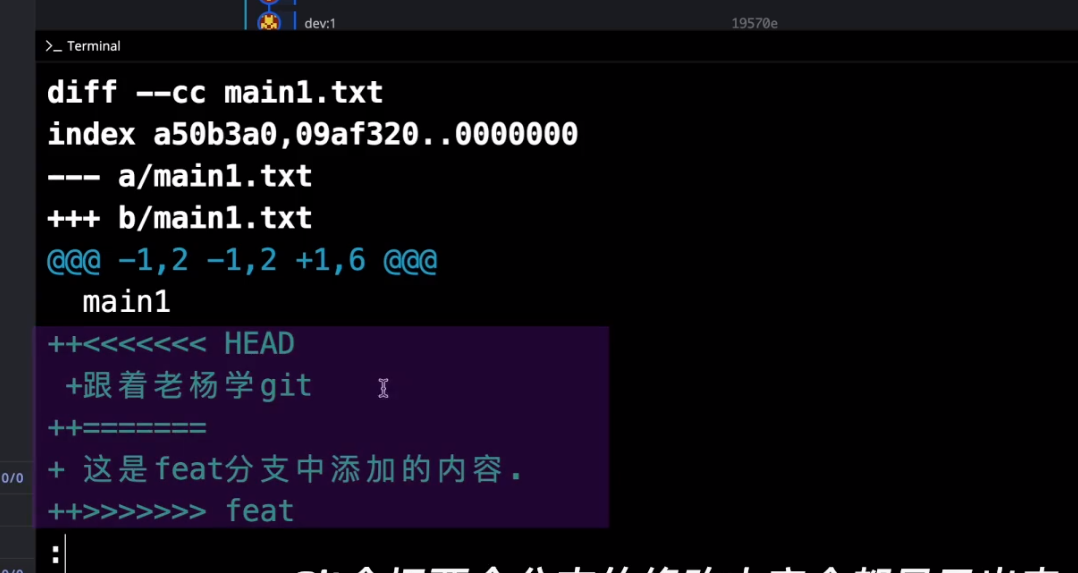 dev:1 19570e
>_ Terminal
diff --cc main1.txt
index a50b3a0,09af320..0000000
--- a/main1.txt
+++ b/main1.txt
@@@ -1,2 -1,2 +1,6 @@@
  main1
++<<<<<<< HEAD
 +跟着老杨学git
++=======
+ 这是feat分支中添加的内容.
0/0
++>>>>>>> feat
:
0/0